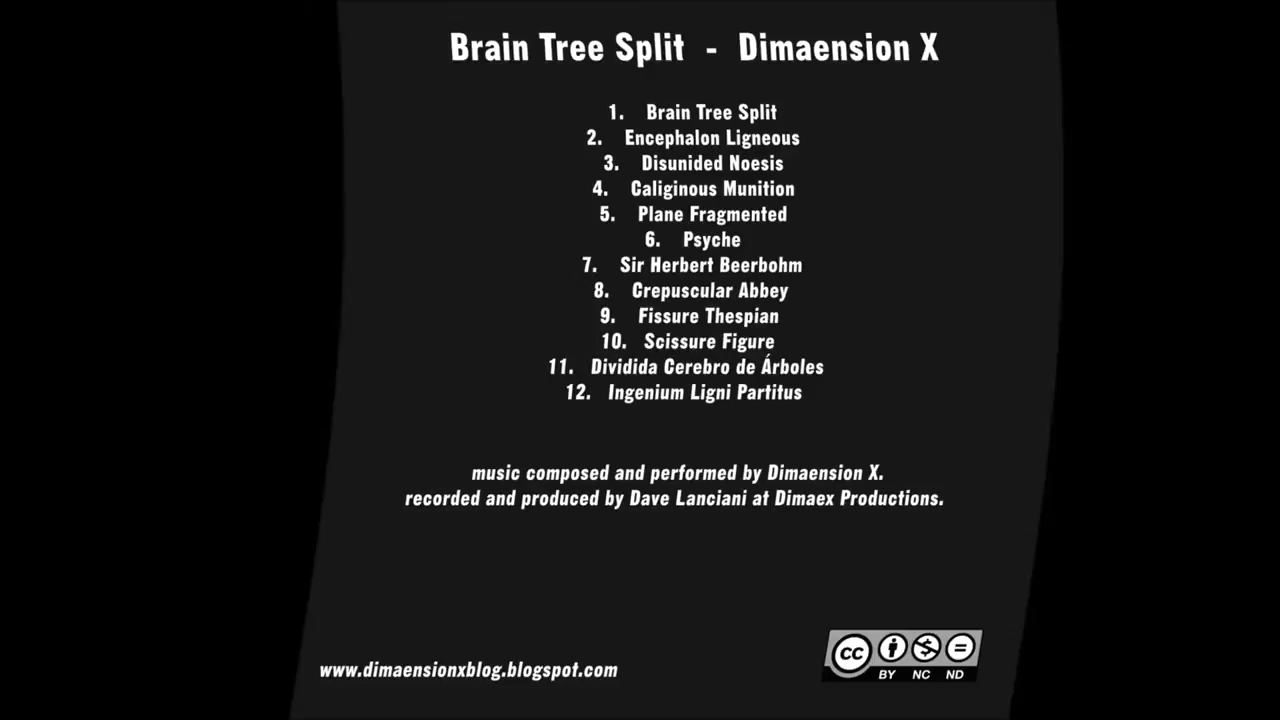 Brain Tree Split - Dimaension X
1. Brain Tree Split
2. Encephalon Ligneous
3. Disunided Noesis
4. Caliginous Munition
5. Plane Fragmented
6. Psyche
7. Sir Herbert Beerbohm
8. Crepuscular Abbey
9. Fissure Thespian
10. Scissure Figure
11. Dividida Cerebro de Árboles
12. Ingenium Ligni Partitus
music composed and performed by Dimaension X.
recorded and produced by Dave Lanciani at Dimaex Productions.
www.dimaensionxblog.blogspot.com
cc $ =
BY NC ND